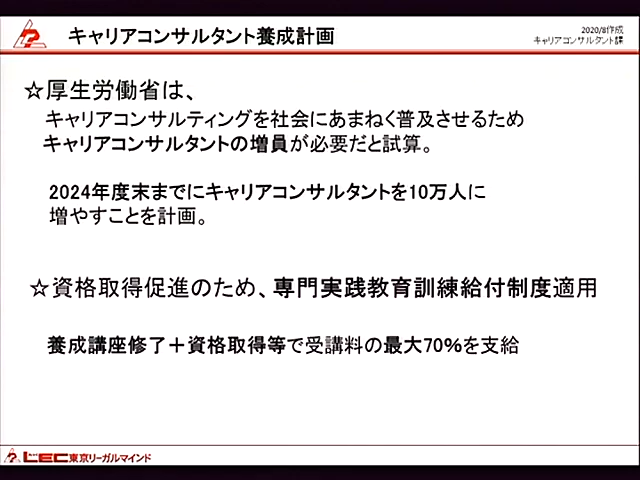 キャリアコンサルタント養成計画
2020/8作成
キャリアコンサルタント課
☆厚生労働省は、
キャリアコンサルティングを社会にあまねく普及させるため
キャリアコンサルタントの増員が必要だと試算。
2024年度末までにキャリアコンサルタントを10万人に
増やすことを計画。
☆資格取得促進のため、専門実践教育訓練給付制度適用
養成講座修了＋資格取得等で受講料の最大70%を支給
LEC東京リーガルマインド